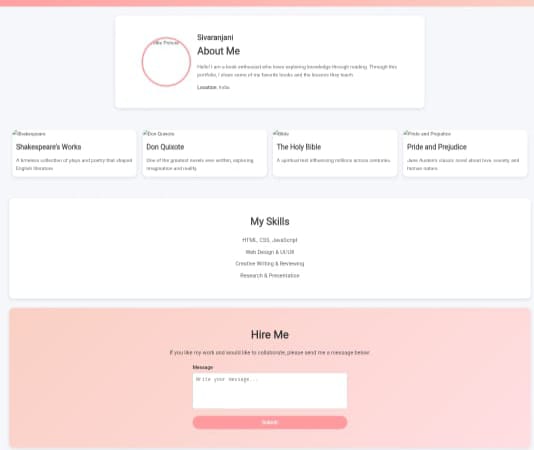 Profile Picture
Sivaranjani
About Me
Hello! I am a book enthusiast who loves exploring knowledge through reading. Through this
portfolio, I share some of my favorite books and the lessons they teach.
Location: India
Shakespeare
Don Quixote
Bible
Pride and Prejudice
Shakespeare's Works
Don Quixote
The Holy Bible
Pride and Prejudice
A timeless collection of plays and poetry that shaped
English literature.
One of the greatest novels ever written, exploring
imagination and reality.
A spiritual text influencing millions across centuries.
Jane Austen's classic novel about love, society, and
human nature.
My Skills
HTML, CSS, JavaScript
Web Design & UI/UX
Creative Writing & Reviewing
Research & Presentation
Hire Me
If you like my work and would like to collaborate, please send me a message below.
Message
Write your message...
Submit